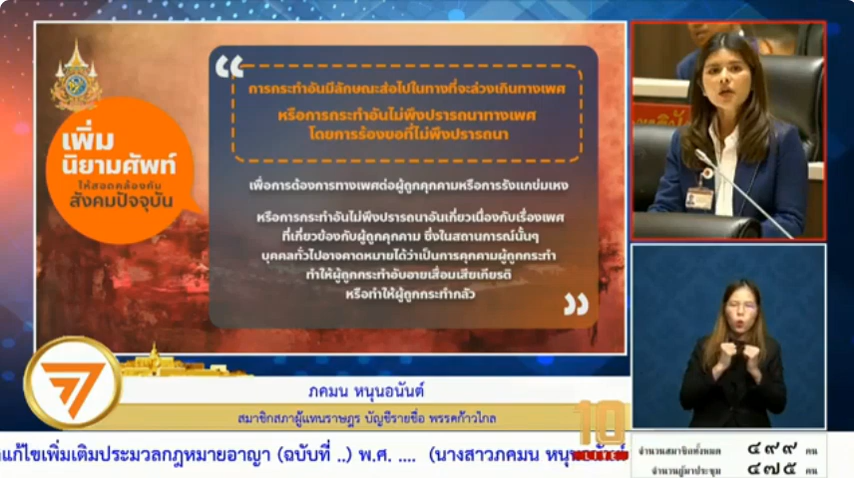 เพิ่ม
นิยามศัพท์
ให้สอดคล้องกับ
สังคมปัจจุบัน
“
การกระทำอันมีลักษณะส่อไปในทางที่จะล่วงเกินทางเพศ
หรือการกระทำอันไม่พึงปรารถนาทางเพศ
โดยการร้องขอที่ไม่พึงปรารถนา
เพื่อการต้องการทางเพศต่อผู้ถูกคุกคามหรือการรังแกข่มเหง
หรือการกระทำอันไม่พึงปรารถนาอันเกี่ยวเนื่องกับเรื่องเพศ
ที่เกี่ยวข้องกับผู้ถูกคุกคาม ซึ่งในสถานการณ์นั้นๆ
บุคคลทั่วไปอาจคาดหมายได้ว่าเป็นการคุกคามผู้ถูกกระทำ
ทำให้ผู้ถูกกระทำอับอายเสื่อมเสียเกียรติ
หรือทำให้ผู้ถูกกระทำกลัว
”
ภคมน หนุนอนันต์
สมาชิกสภาผู้แทนราษฎร บัญชีรายชื่อ พรรคก้าวไกล
10
แก้ไขเพิ่มเติมประมวลกฎหมายอาญา (ฉบับที่ ..) พ.ศ. .... (นางสาวภคมน หนุน
จำนวนสมาชิกทั้งหมด ๔๙๙ คน
จำนวนผู้มาประชุม ๔๗๕ คน